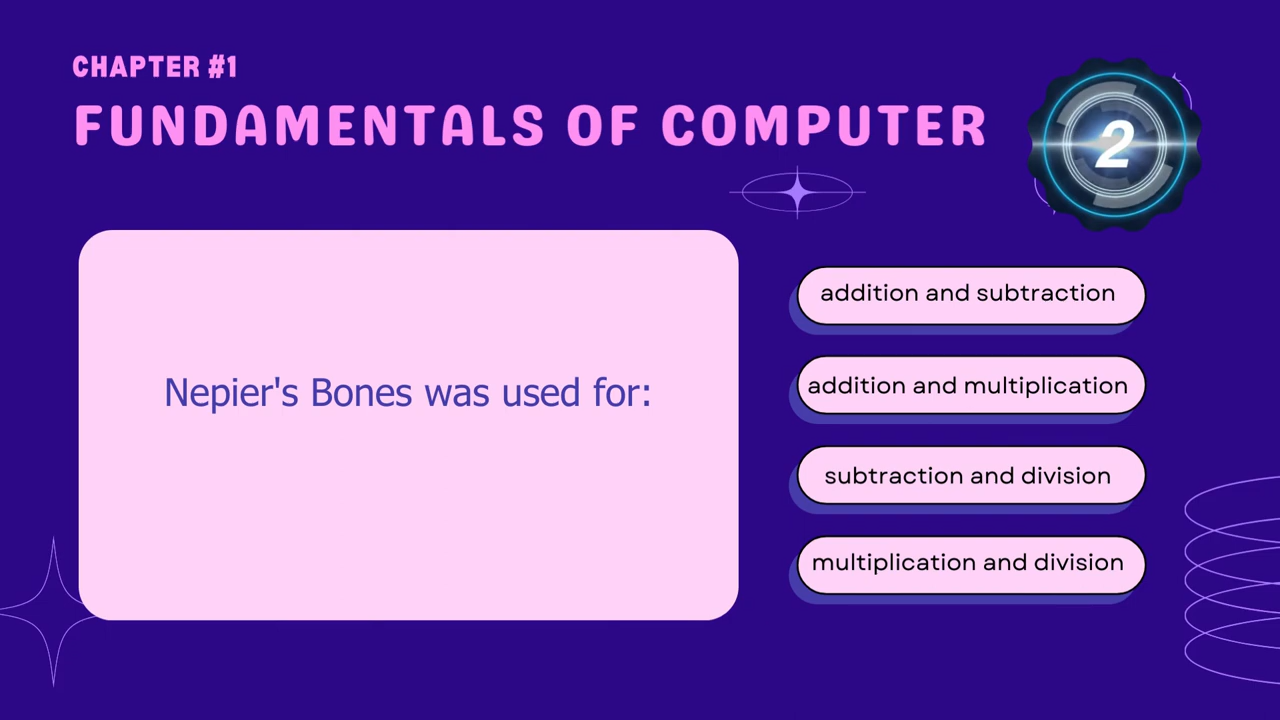 CHAPTER #1
FUNDAMENTALS OF COMPUTER
2
Nepier's Bones was used for:
addition and subtraction
addition and multiplication
subtraction and division
multiplication and division